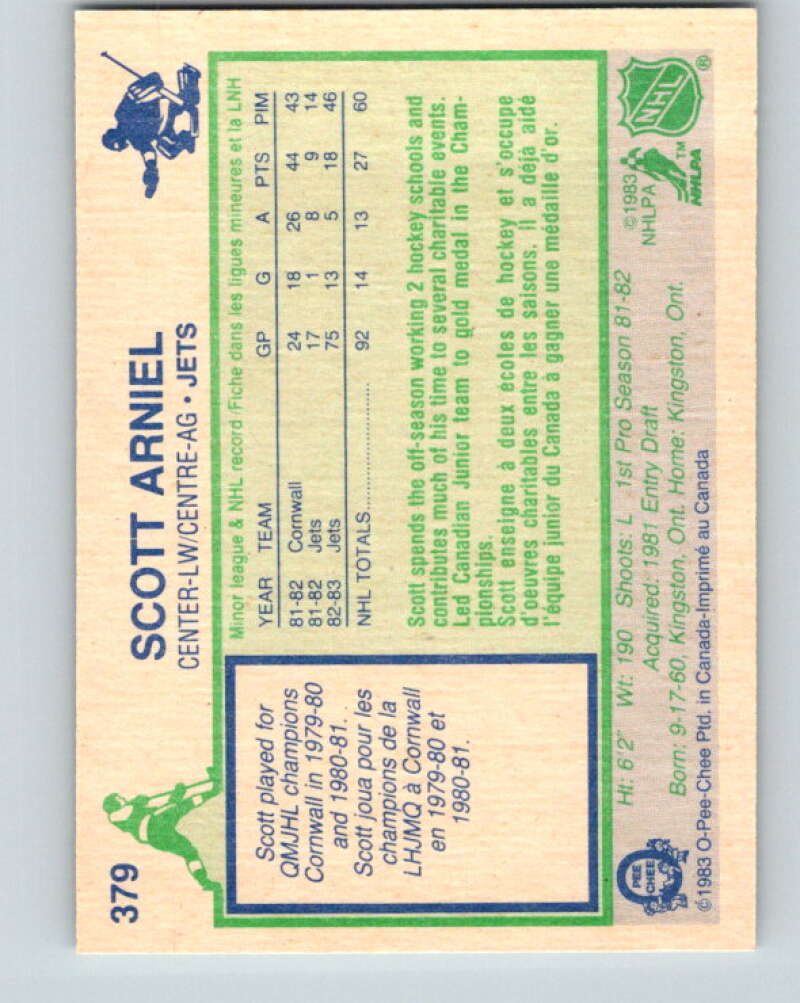 379
SCOTT ARNIEL
CENTER-LW/CENTRE-AG • JETS
Scott played for
QMJHL champions
Cornwall in 1979-80
and 1980-81.
Scott joua pour les
champions de la
LHJMQ à Cornwall
en 1979-80 et
1980-81.
Minor league & NHL record/Fiche dans les ligues mineures et la LNH
YEAR TEAM GP G A PTS PIM
81-82 Cornwall 24 18 26 44 43
81-82 Jets 17 1 8 9 14
82-83 Jets 75 13 5 18 46
NHL TOTALS 92 14 13 27 60
Scott spends the off-season working 2 hockey schools and
contributes much of his time to several charitable events.
Led Canadian Junior team to gold medal in the Cham-
pionships.
Scott enseigne à deux écoles de hockey et s'occupe
d'oeuvres charitables entre les saisons. Il a déjà aidé
l'équipe junior du Canada à gagner une médaille d'or.
Ht: 6'2" Wt: 190 Shoots: L 1st Pro Season 81-82
Acquired: 1981 Entry Draft
Born: 9-17-60, Kingston, Ont. Home: Kingston, Ont.
©1983 O-Pee-Chee Ptd. in Canada-Imprimé au Canada
O
PEE
CHEE
©1983
NHLPA
NHL
®
NHLPA
TM